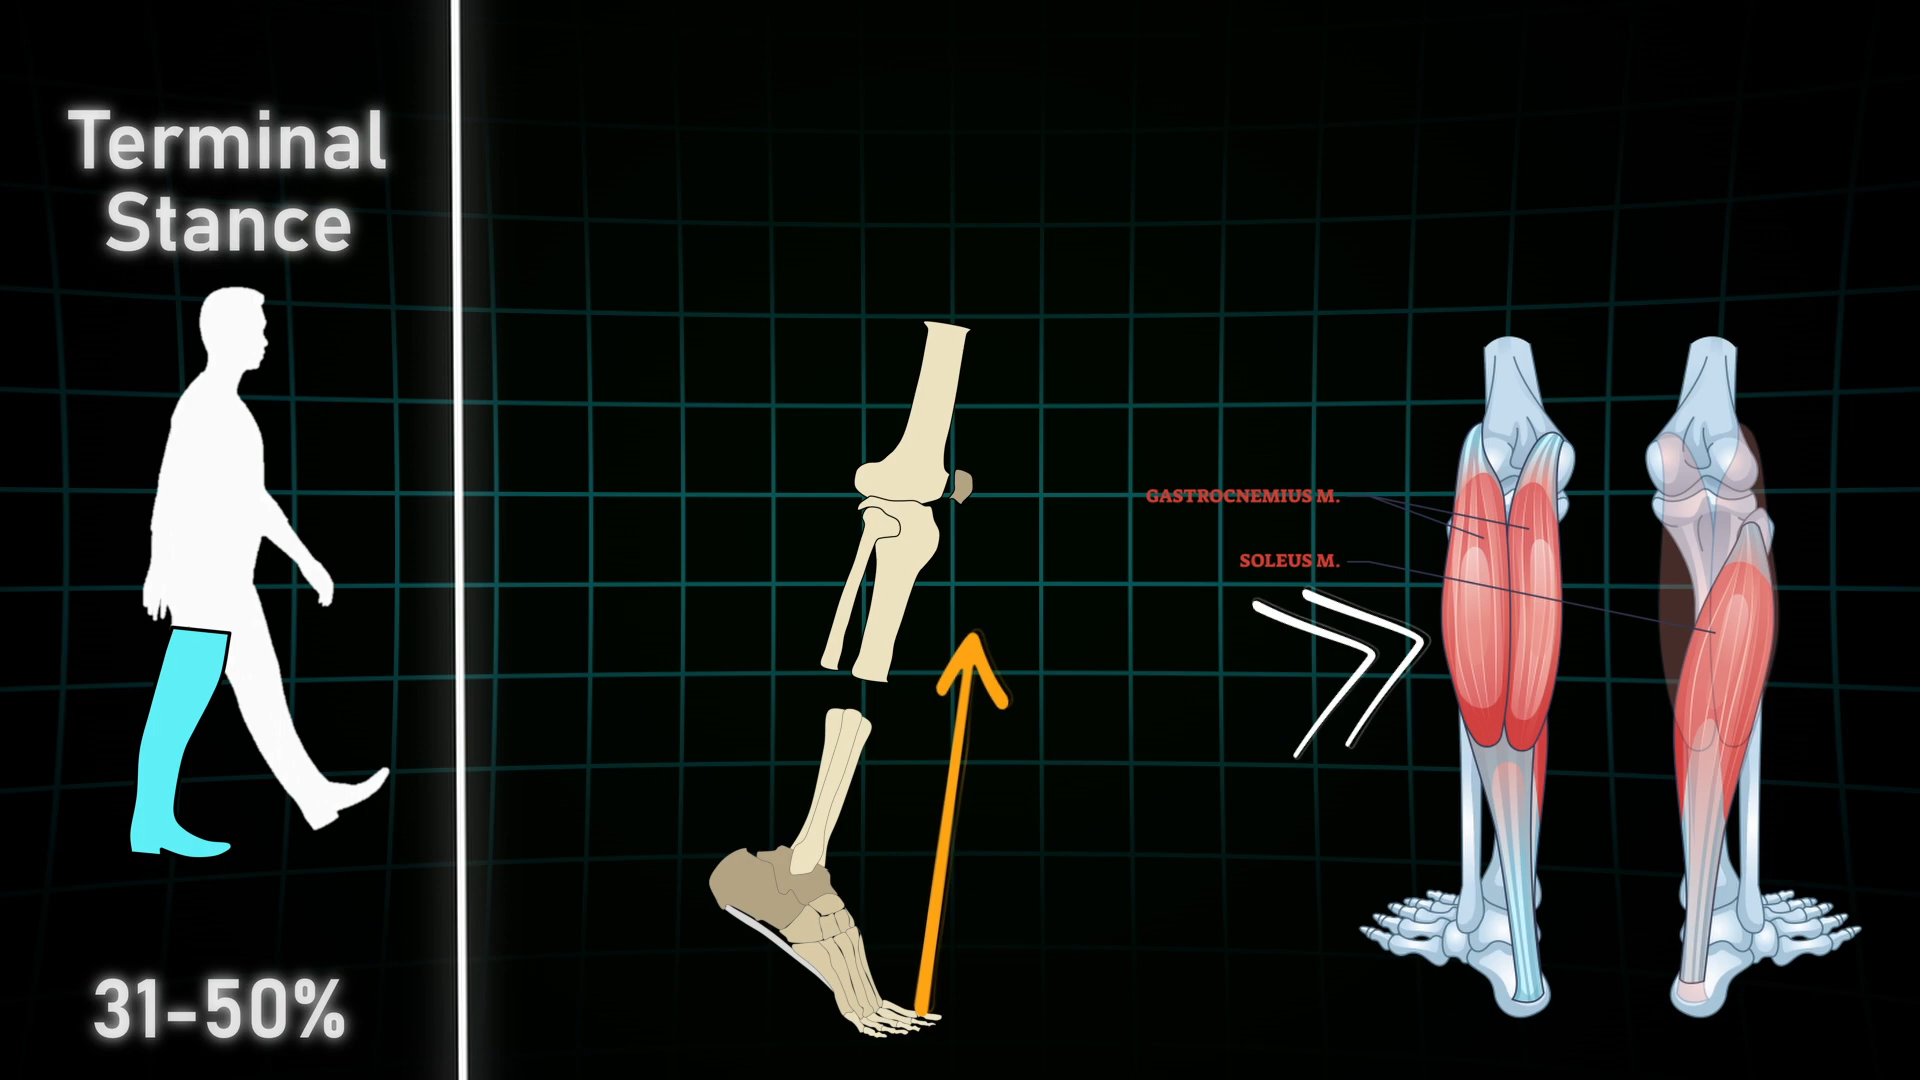 Terminal
Stance
31-50%
GASTROCNEMIUS M.
SOLEUS M.